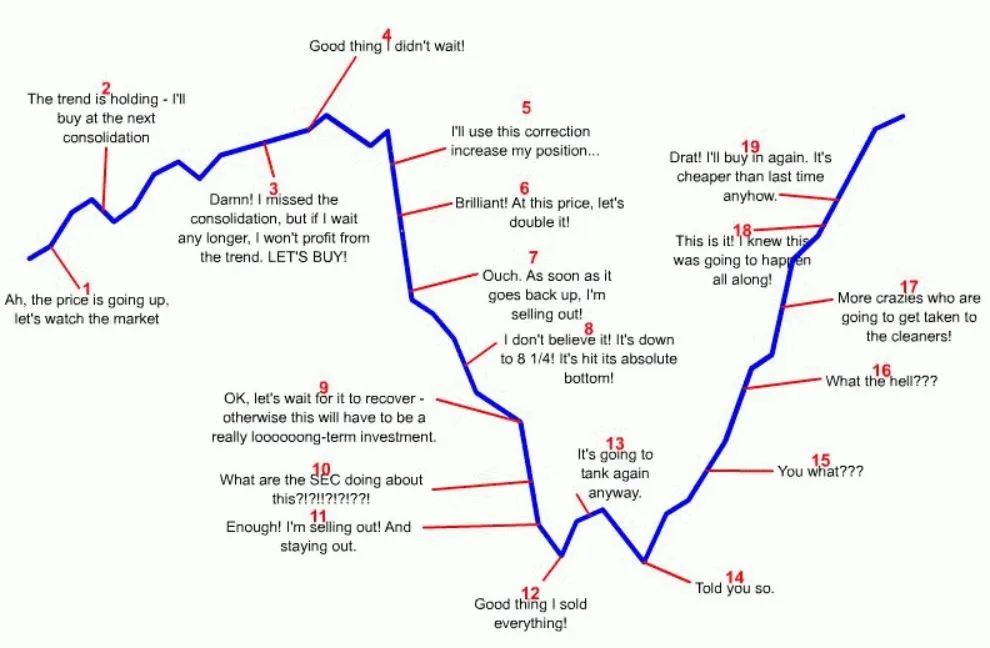 1
Ah, the price is going up,
let's watch the market
2
The trend is holding - I'll
buy at the next
consolidation
3
Damn! I missed the
consolidation, but if I wait
any longer, I won't profit from
the trend. LET'S BUY!
4
Good thing I didn't wait!
5
I'll use this correction
increase my position...
6
Brilliant! At this price, let's
double it!
7
Ouch. As soon as it
goes back up, I'm
selling out!
8
I don't believe it! It's down
to 8 1/4! It's hit its absolute
bottom!
9
OK, let's wait for it to recover -
otherwise this will have to be a
really loooooong-term investment.
10
What are the SEC doing about
this?!?!!?!?!??!
11
Enough! I'm selling out! And
staying out.
12
Good thing I sold
everything!
13
It's going to
tank again
anyway.
14
Told you so.
15
You what???
16
What the hell???
17
More crazies who are
going to get taken to
the cleaners!
18
This is it! I knew this
was going to happen
all along!
19
Drat! I'll buy in again. It's
cheaper than last time
anyhow.